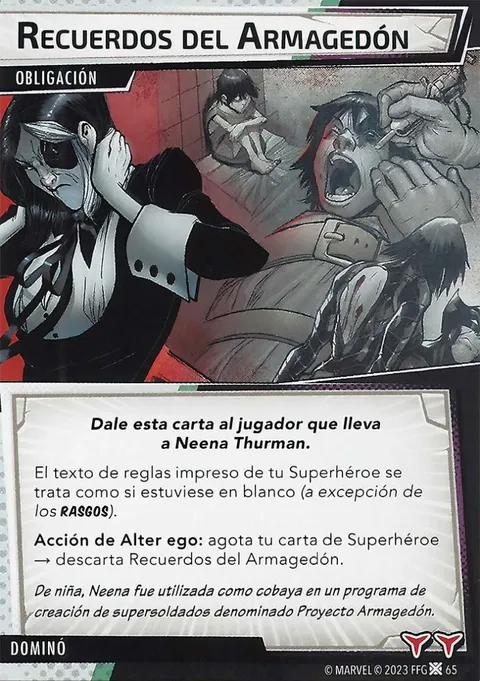 RECUERDOS DEL ARMAGEDÓN
OBLIGACIÓN
Dale esta carta al jugador que lleva
a Neena Thurman.
El texto de reglas impreso de tu Superhéroe se
trata como si estuviese en blanco (a excepción de
los RASGOS).
Acción de Alter ego: agota tu carta de Superhéroe
→ descarta Recuerdos del Armagedón.
De niña, Neena fue utilizada como cobaya en un programa de
creación de supersoldados denominado Proyecto Armagedón.
DOMINÓ
© MARVEL © 2023 FFG 65